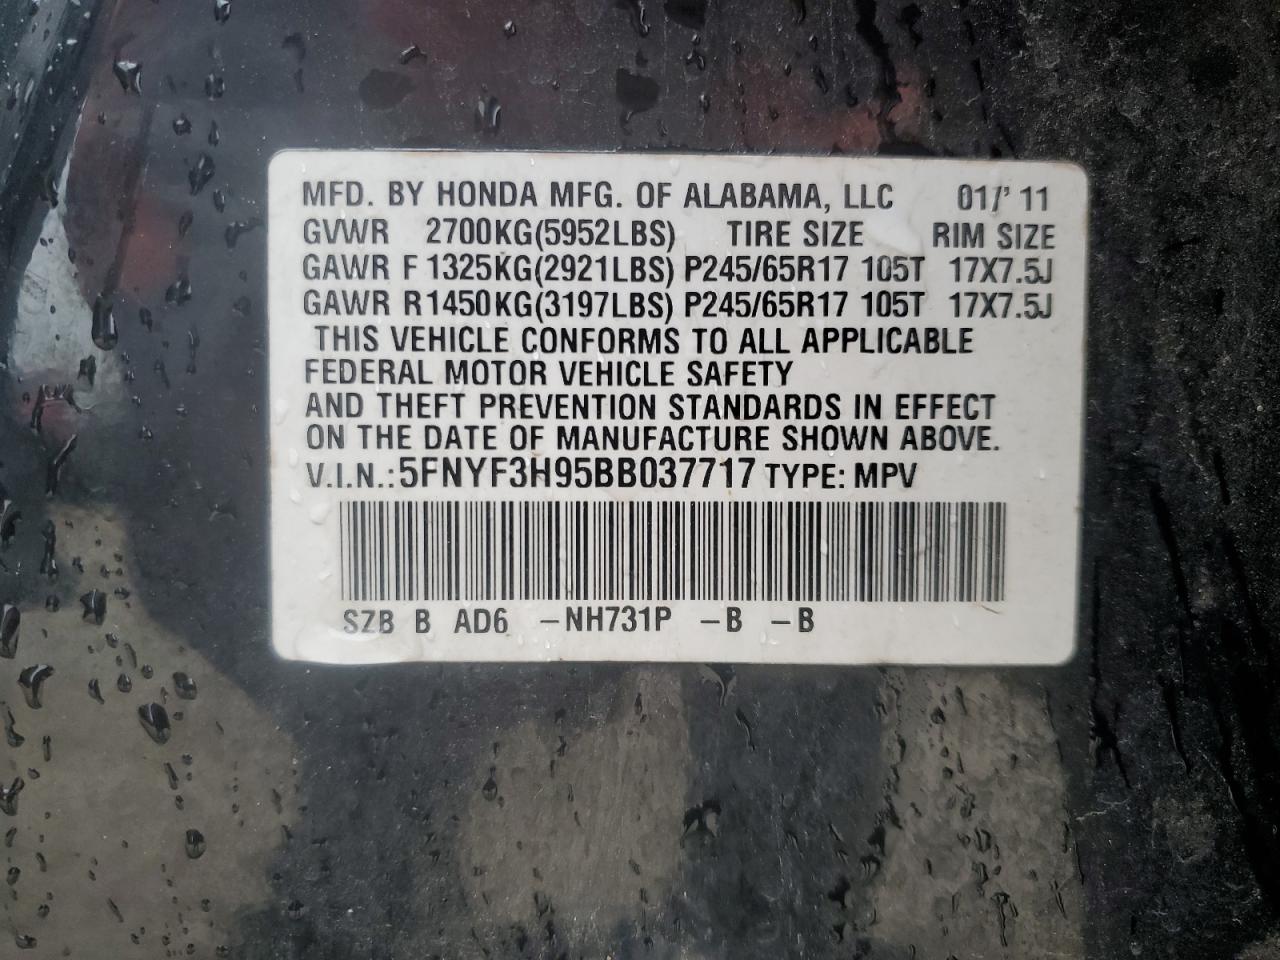 MFD. BY HONDA MFG. OF ALABAMA, LLC 01/' 11
GVWR 2700KG(5952LBS) TIRE SIZE RIM SIZE
GAWR F 1325KG(2921LBS) P245/65R17 105T 17X7.5J
GAWR R1450KG(3197LBS) P245/65R17 105T 17X7.5J
THIS VEHICLE CONFORMS TO ALL APPLICABLE
FEDERAL MOTOR VEHICLE SAFETY
AND THEFT PREVENTION STANDARDS IN EFFECT
ON THE DATE OF MANUFACTURE SHOWN ABOVE.
V.I.N.:5FNYF3H95BB037717 TYPE: MPV
SZB B AD6 -NH731P -B -B